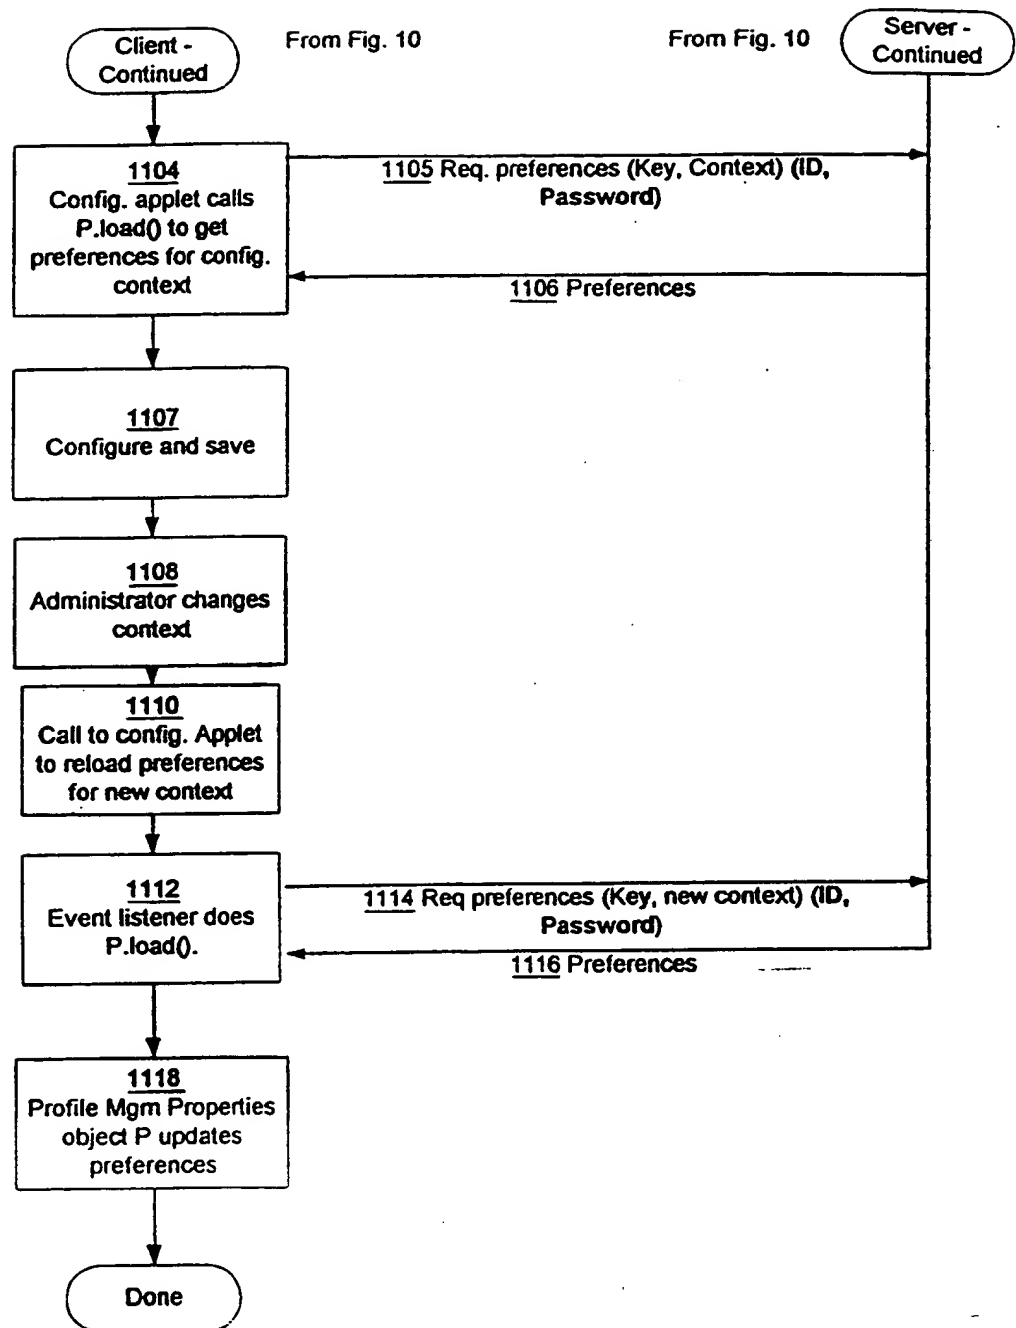 Client -
Continued
From Fig. 10
From Fig. 10
Server -
Continued
1104
Config. applet calls
P.load() to get
preferences for config.
context
1105 Req. preferences (Key, Context) (ID,
Password)
1106 Preferences
1107
Configure and save
1108
Administrator changes
context
1110
Call to config. Applet
to reload preferences
for new context
1112
Event listener does
P.load().
1114 Req preferences (Key, new context) (ID,
Password)
1116 Preferences
1118
Profile Mgm Properties
object P updates
preferences
Done